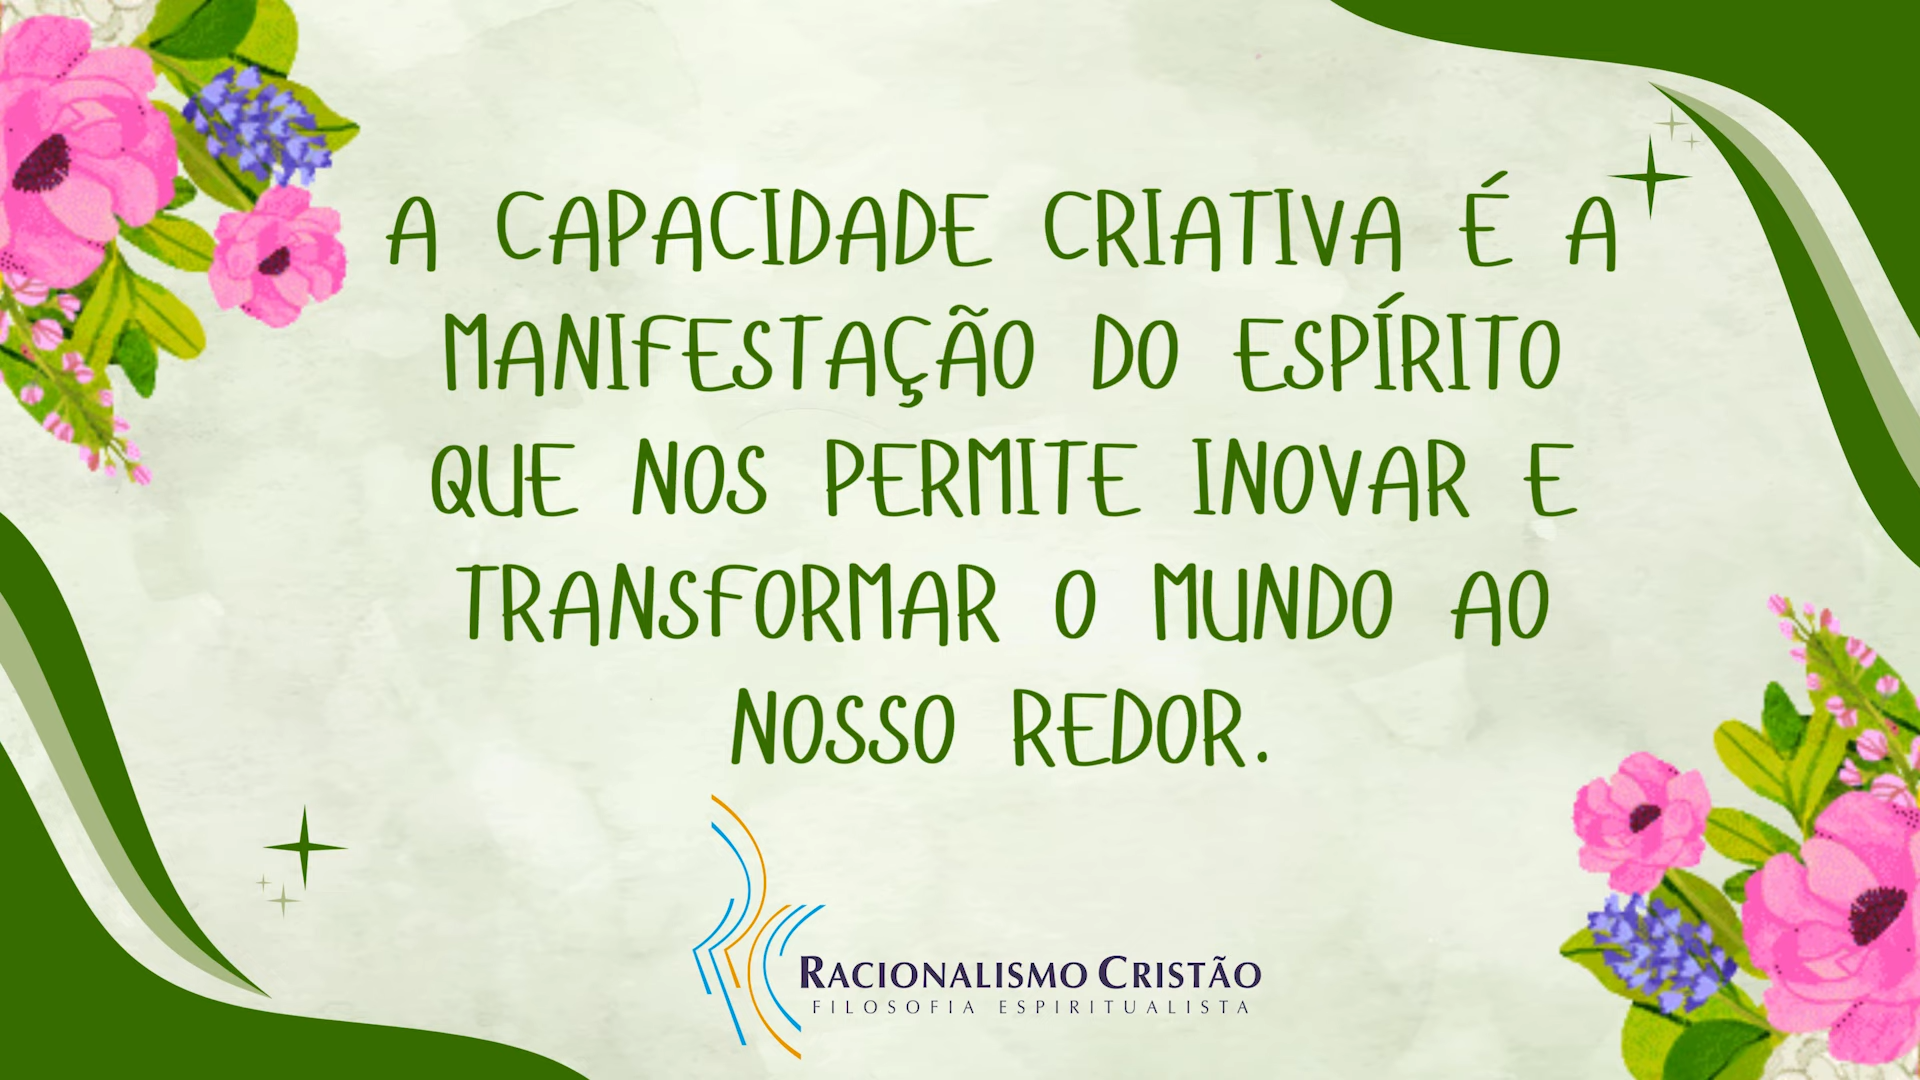 A CAPACIDADE CRIATIVA É A
MANIFESTAÇÃO DO ESPÍRITO
QUE NOS PERMITE INOVAR E
TRANSFORMAR O MUNDO AO
NOSSO REDOR.
RACIONALISMO CRISTÃO
FILOSOFIA ESPIRITUALISTA